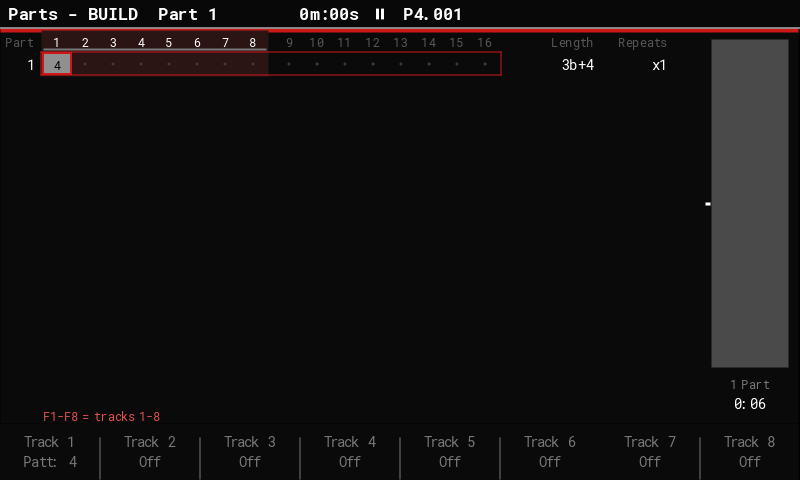 Parts - BUILD Part 1 0m:00s P4.001
Part 1 2 3 4 5 6 7 8 9 10 11 12 13 14 15 16 Length Repeats
1 4 3b+4 x1
1 Part
0:06
F1-F8 = tracks 1-8
Track 1 Track 2 Track 3 Track 4 Track 5 Track 6 Track 7 Track 8
Patt: 4 Off Off Off Off Off Off Off